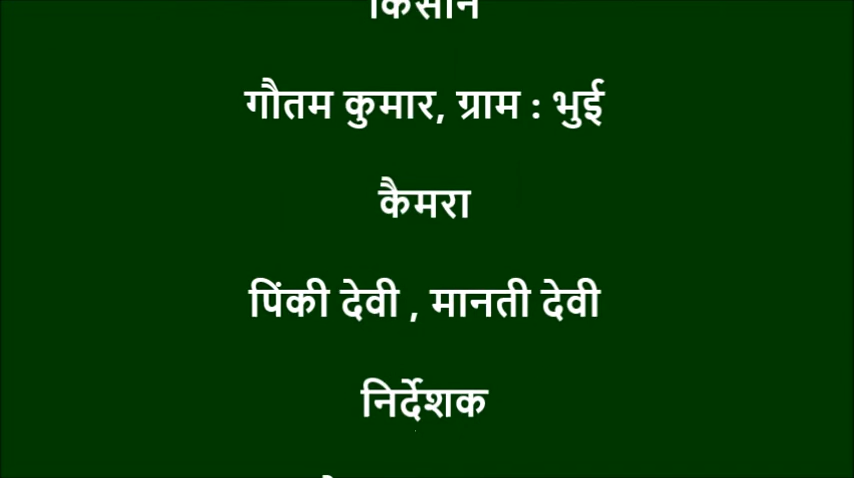 किसान
गौतम कुमार, ग्राम : भुई
कैमरा
पिंकी देवी , मानती देवी
निर्देशक